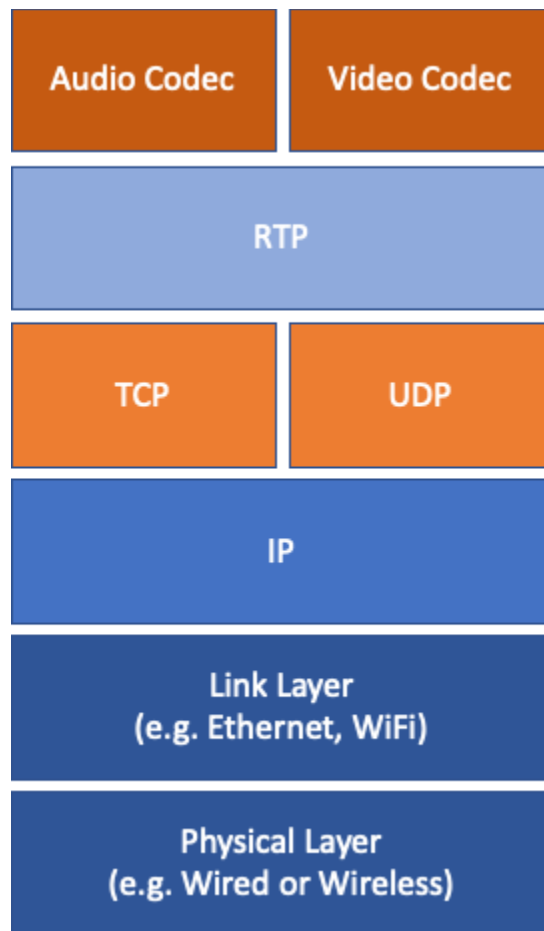 Audio Codec
Video Codec
RTP
TCP
UDP
IP
Link Layer
(e.g. Ethernet, WiFi)
Physical Layer
(e.g. Wired or Wireless)